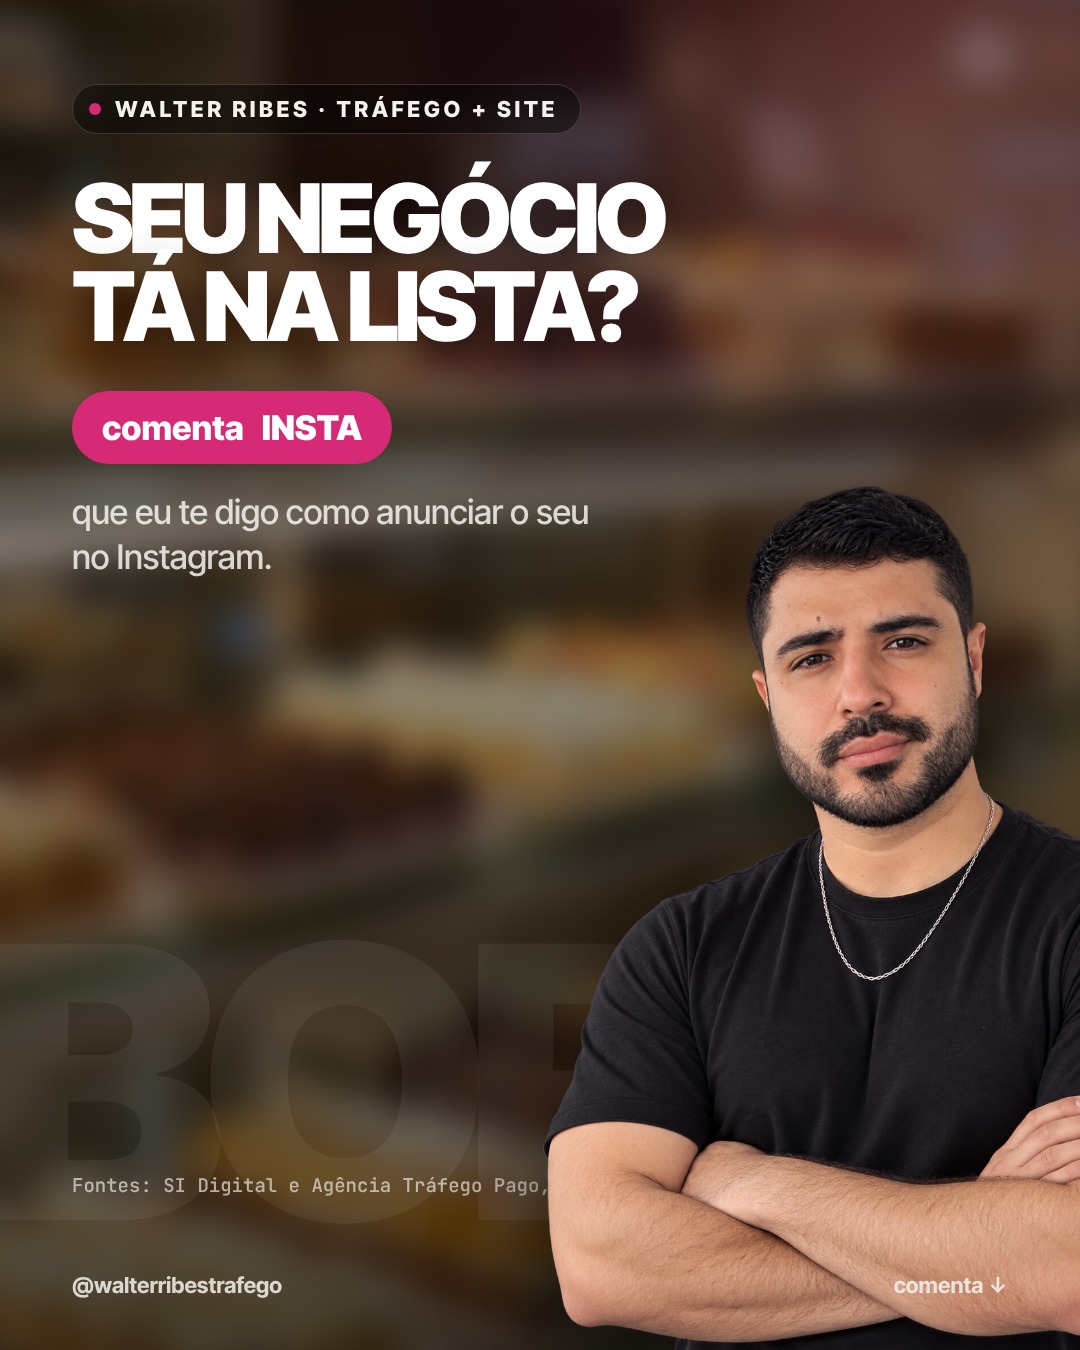 WALTER RIBES · TRÁFEGO + SITE
SEU NEGÓCIO
TÁ NA LISTA?
comenta INSTA
que eu te digo como anunciar o seu
no Instagram.
BO
Fontes: SI Digital e Agência Tráfego Pago,
@walterribestrafego
comenta ↓